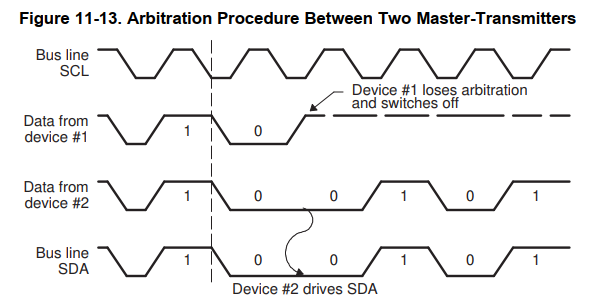 Figure 11-13. Arbitration Procedure Between Two Master-Transmitters
Bus line
SCL
Device #1 loses arbitration
and switches off
Data from
device #1
1 0
Data from
device #2
1 0 0 1 0 1
Bus line
SDA
1 0 0 1 0 1
Device #2 drives SDA